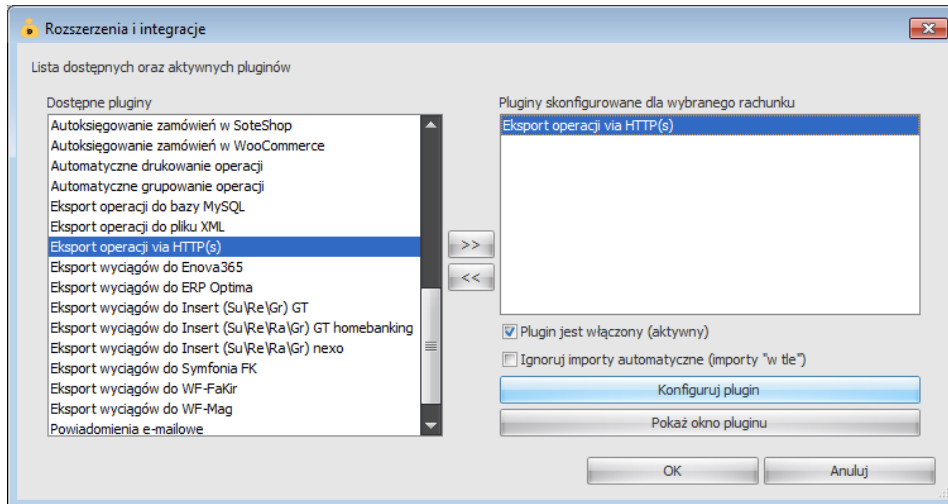 Rozszerzenia i integracje
Lista dostępnych oraz aktywnych pluginów
Dostępne pluginy
Autoksięgowanie zamówień w SoteShop
Autoksięgowanie zamówień w WooCommerce
Automatyczne drukowanie operacji
Automatyczne grupowanie operacji
Eksport operacji do bazy MySQL
Eksport operacji do pliku XML
Eksport operacji via HTTP(s)
Eksport wyciągów do Enova365
Eksport wyciągów do ERP Optima
Eksport wyciągów do Insert (Su\Re\Gr) GT
Eksport wyciągów do Insert (Su\Re\Ra\Gr) GT homebanking
Eksport wyciągów do Insert (Su\Re\Ra\Gr) nexo
Eksport wyciągów do Symfonia FK
Eksport wyciągów do WF-FaKir
Eksport wyciągów do WF-Mag
Powiadomienia e-mailowe
>>
<<
Pluginy skonfigurowane dla wybranego rachunku
Eksport operacji via HTTP(s)
Plugin jest włączony (aktywny)
Ignoruj importy automatyczne (importy "w tle")
Konfiguruj plugin
Pokaż okno pluginu
OK
Anuluj